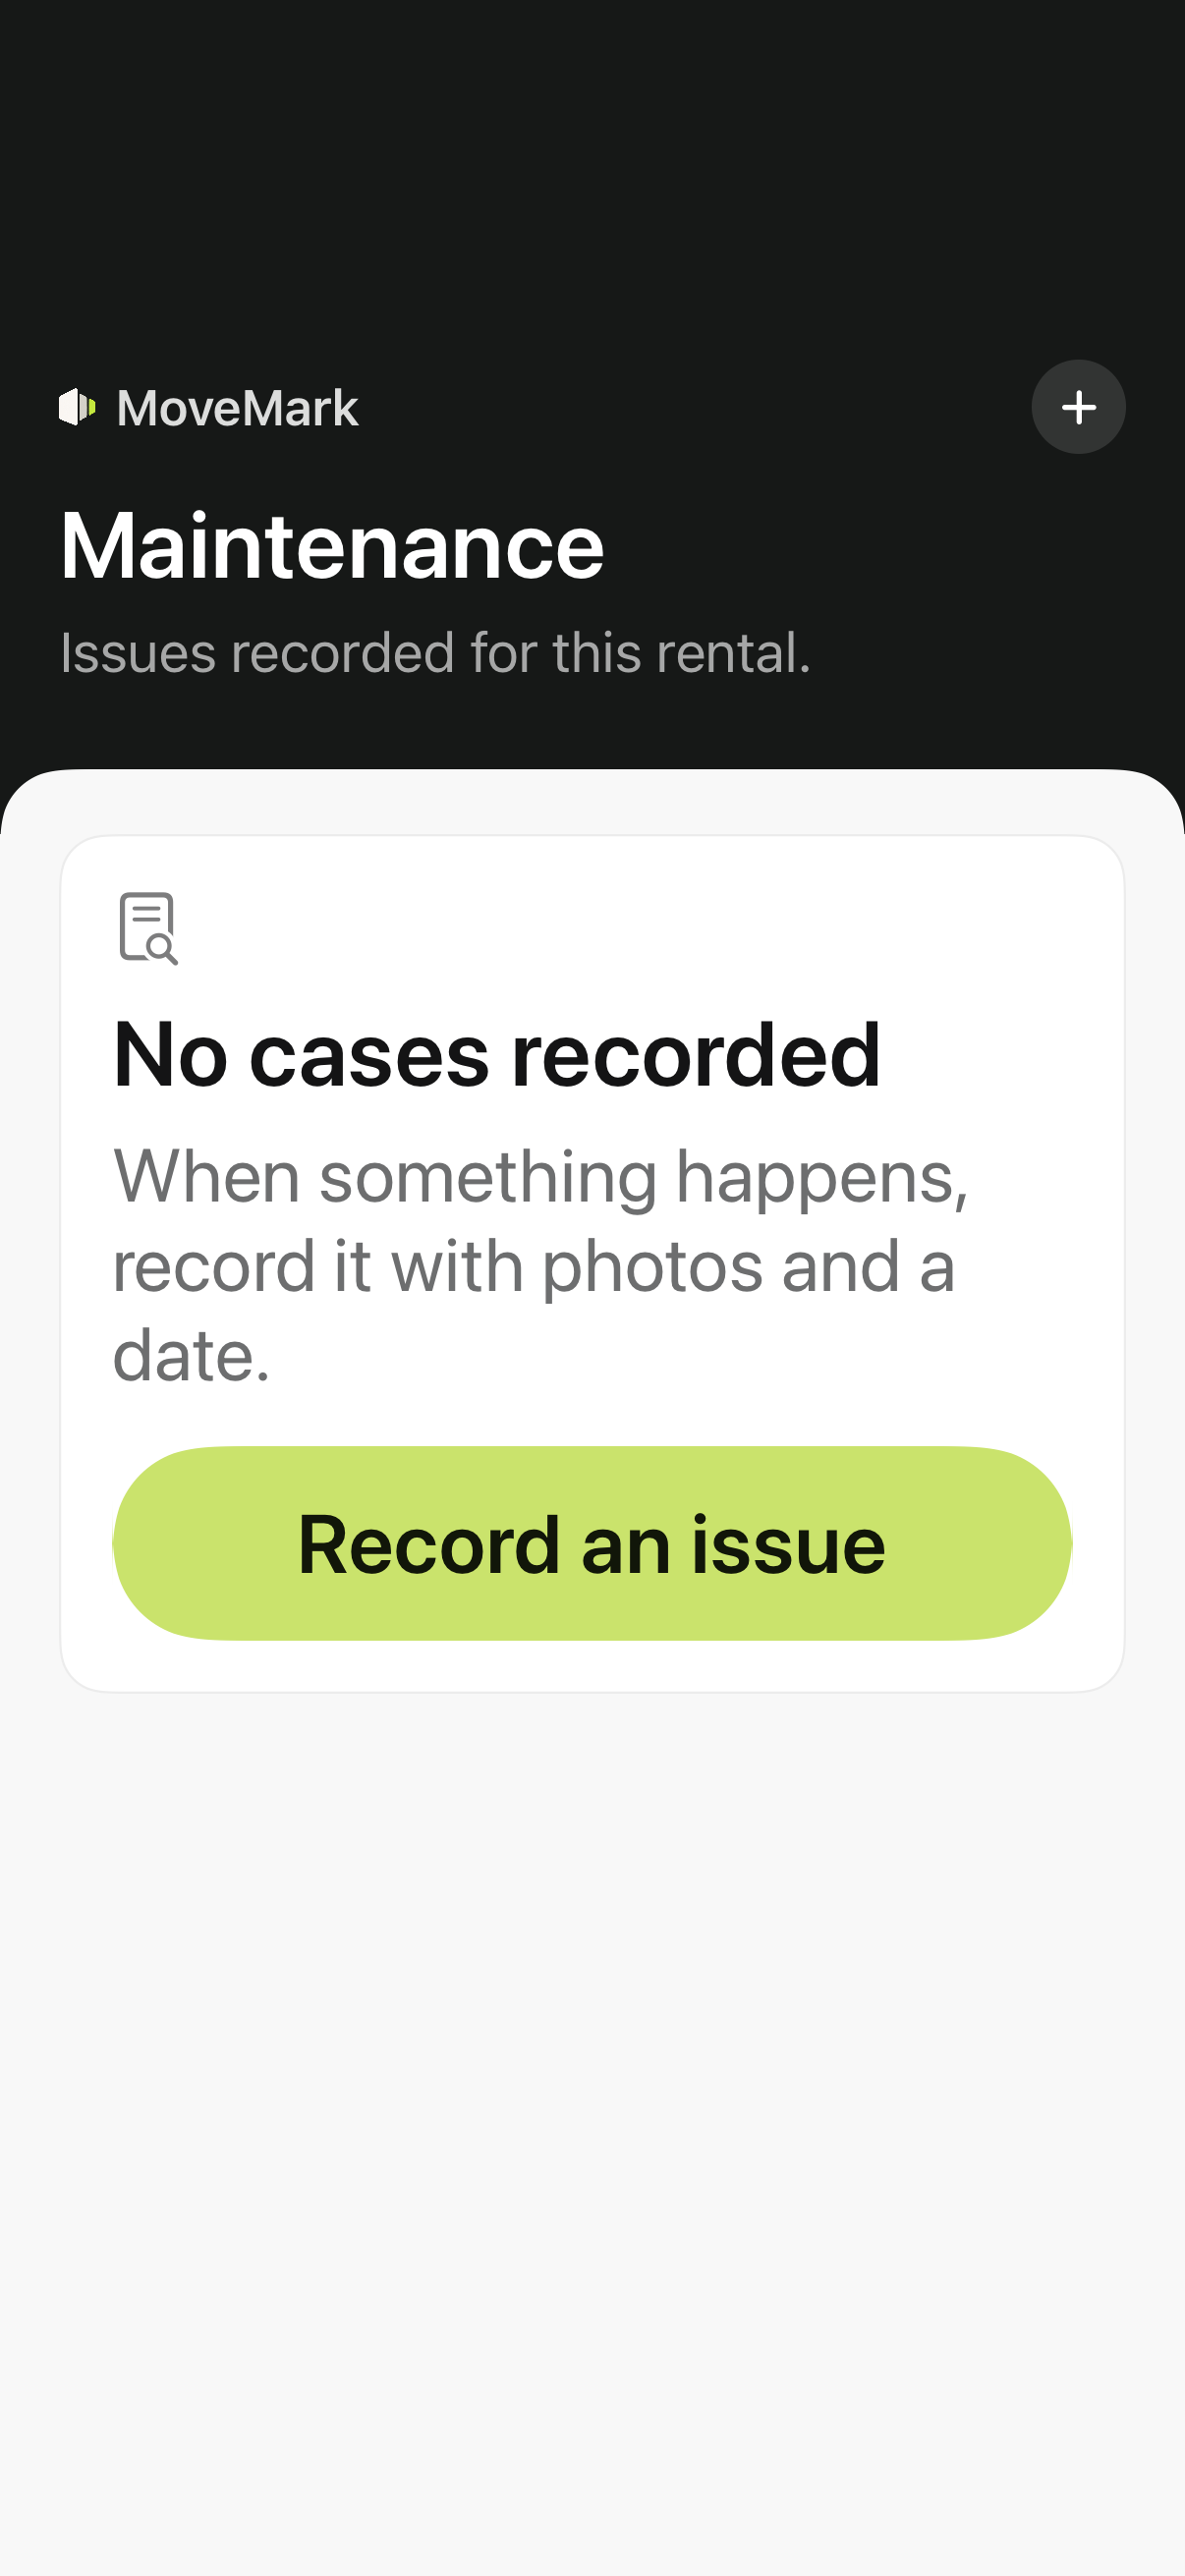 MoveMark
Maintenance
Issues recorded for this rental.
No cases recorded
When something happens,
record it with photos and a
date.
Record an issue